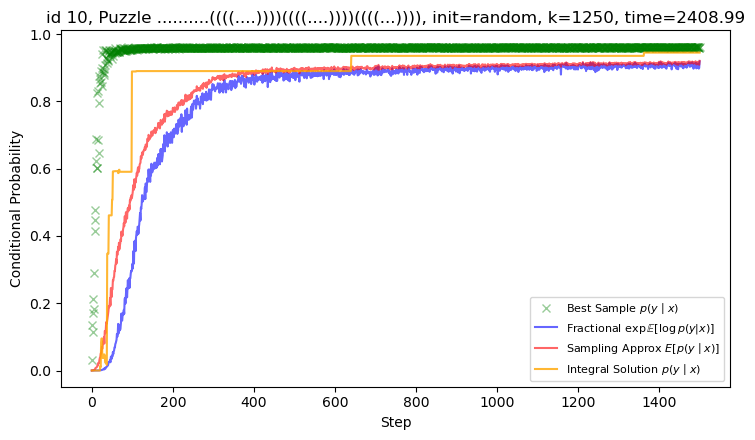 id 10, Puzzle ..........((((....))))((((....))))((((...)))), init=random, k=1250, time=2408.99
Conditional Probability
1.0
0.8
0.6
0.4
0.2
0.0
Best Sample p(y | x)
Fractional exp𝔼[log p(y|x)]
Sampling Approx E[p(y | x)]
Integral Solution p(y | x)
0 200 400 600 800 1000 1200 1400
Step